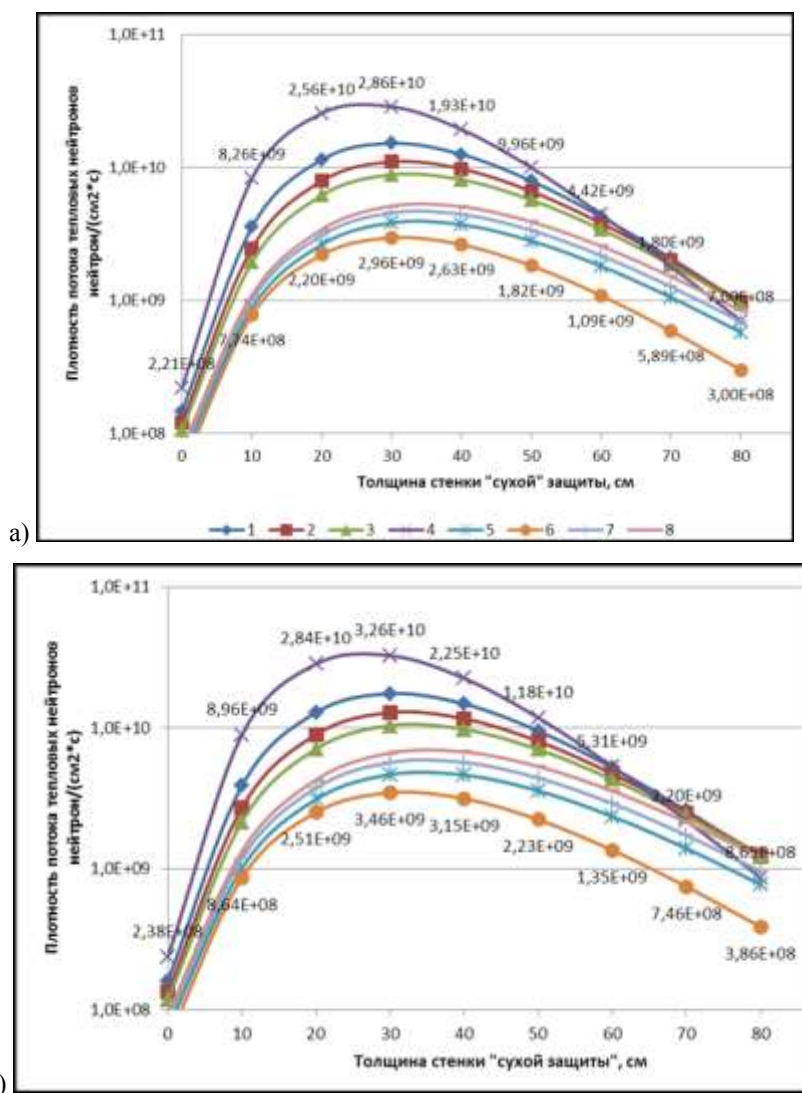 1,0E+11
2,56E+10 2,86E+10 1,93E+10
8,26E+09 9,96E+09
1,0E+10
4,42E+09
1,80E+09
7,00E+08
1,0E+09
2,21E+08 7,74E+08 2,20E+09 2,96E+09 2,63E+09 1,82E+09 1,09E+09 5,89E+08 3,00E+08
1,0E+08
Плотность потока тепловых нейтронов
нейтрон/(см2*с)
0 10 20 30 40 50 60 70 80
Толщина стенки "сухой" защиты, см
1 2 3 4 5 6 7 8
а)
1,0E+11
2,84E+10 3,26E+10 2,25E+10
8,96E+09 1,18E+10
1,0E+10
5,31E+09
2,20E+09
1,0E+09
2,38E+08 8,64E+08 2,51E+09 3,46E+09 3,15E+09 2,23E+09 1,35E+09 7,46E+08 3,86E+08
1,0E+08
Плотность потока тепловых нейтронов
нейтрон/(см2*с)
0 10 20 30 40 50 60 70 80
Толщина стенки "сухой защиты", см
)